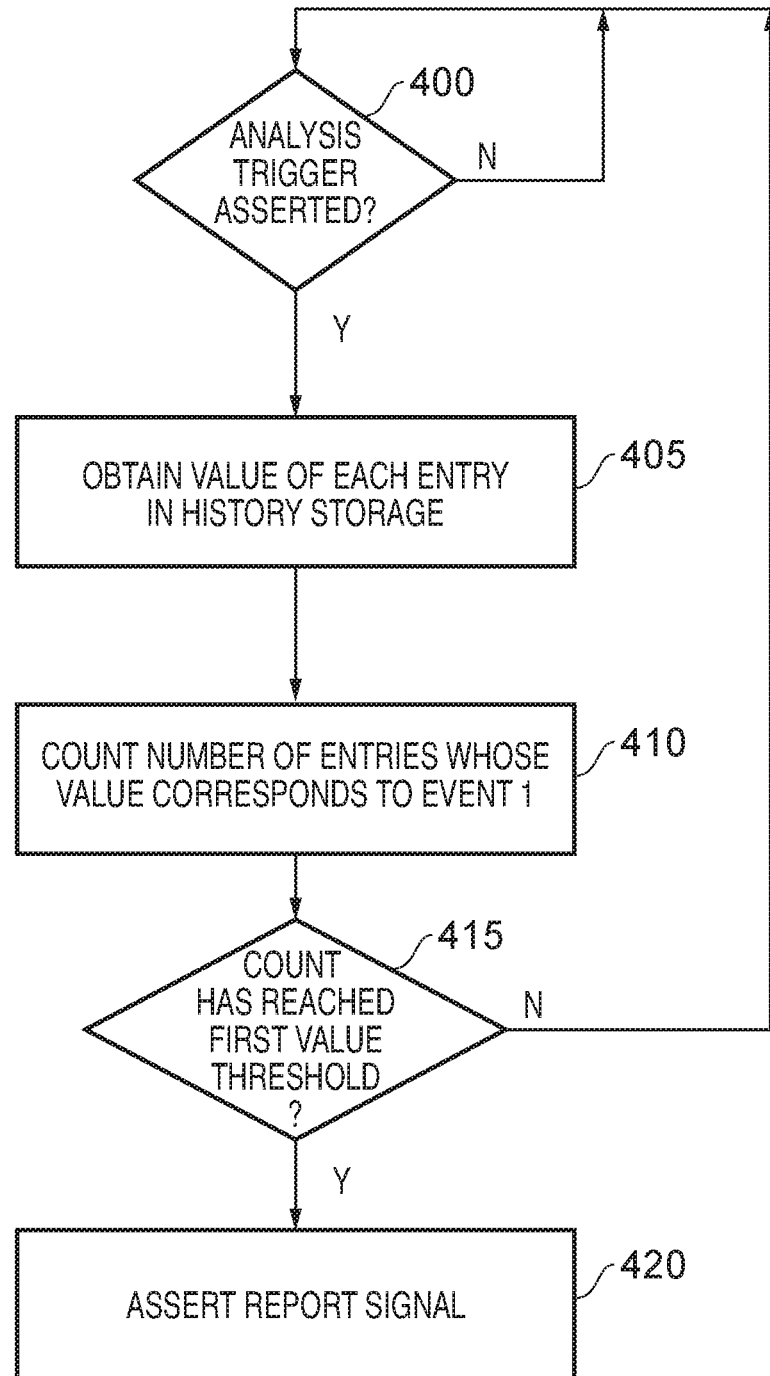 400
ANALYSIS
TRIGGER
ASSERTED?
N
Y
405
OBTAIN VALUE OF EACH ENTRY
IN HISTORY STORAGE
410
COUNT NUMBER OF ENTRIES WHOSE
VALUE CORRESPONDS TO EVENT 1
415
COUNT
HAS REACHED
FIRST VALUE
THRESHOLD
?
N
Y
420
ASSERT REPORT SIGNAL